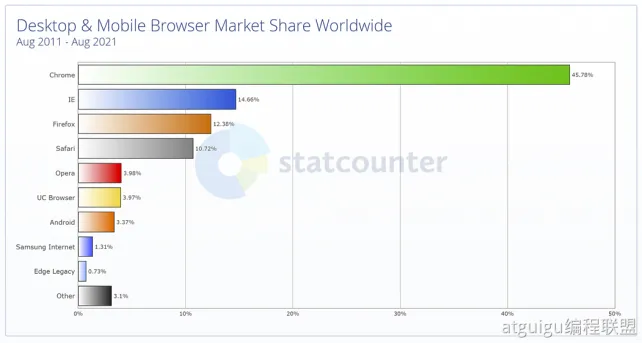 Desktop & Mobile Browser Market Share Worldwide
Aug 2011 - Aug 2021
Chrome 45.78%
IE 14.66%
Firefox 12.38%
Safari 10.72%
statcounter
Opera 3.98%
UC Browser 3.97%
Android 3.37%
Samsung Internet 1.31%
Edge Legacy 0.73%
Other 3.1%
0% 10% 20% 30% 40% 50%
atguigu编程联盟